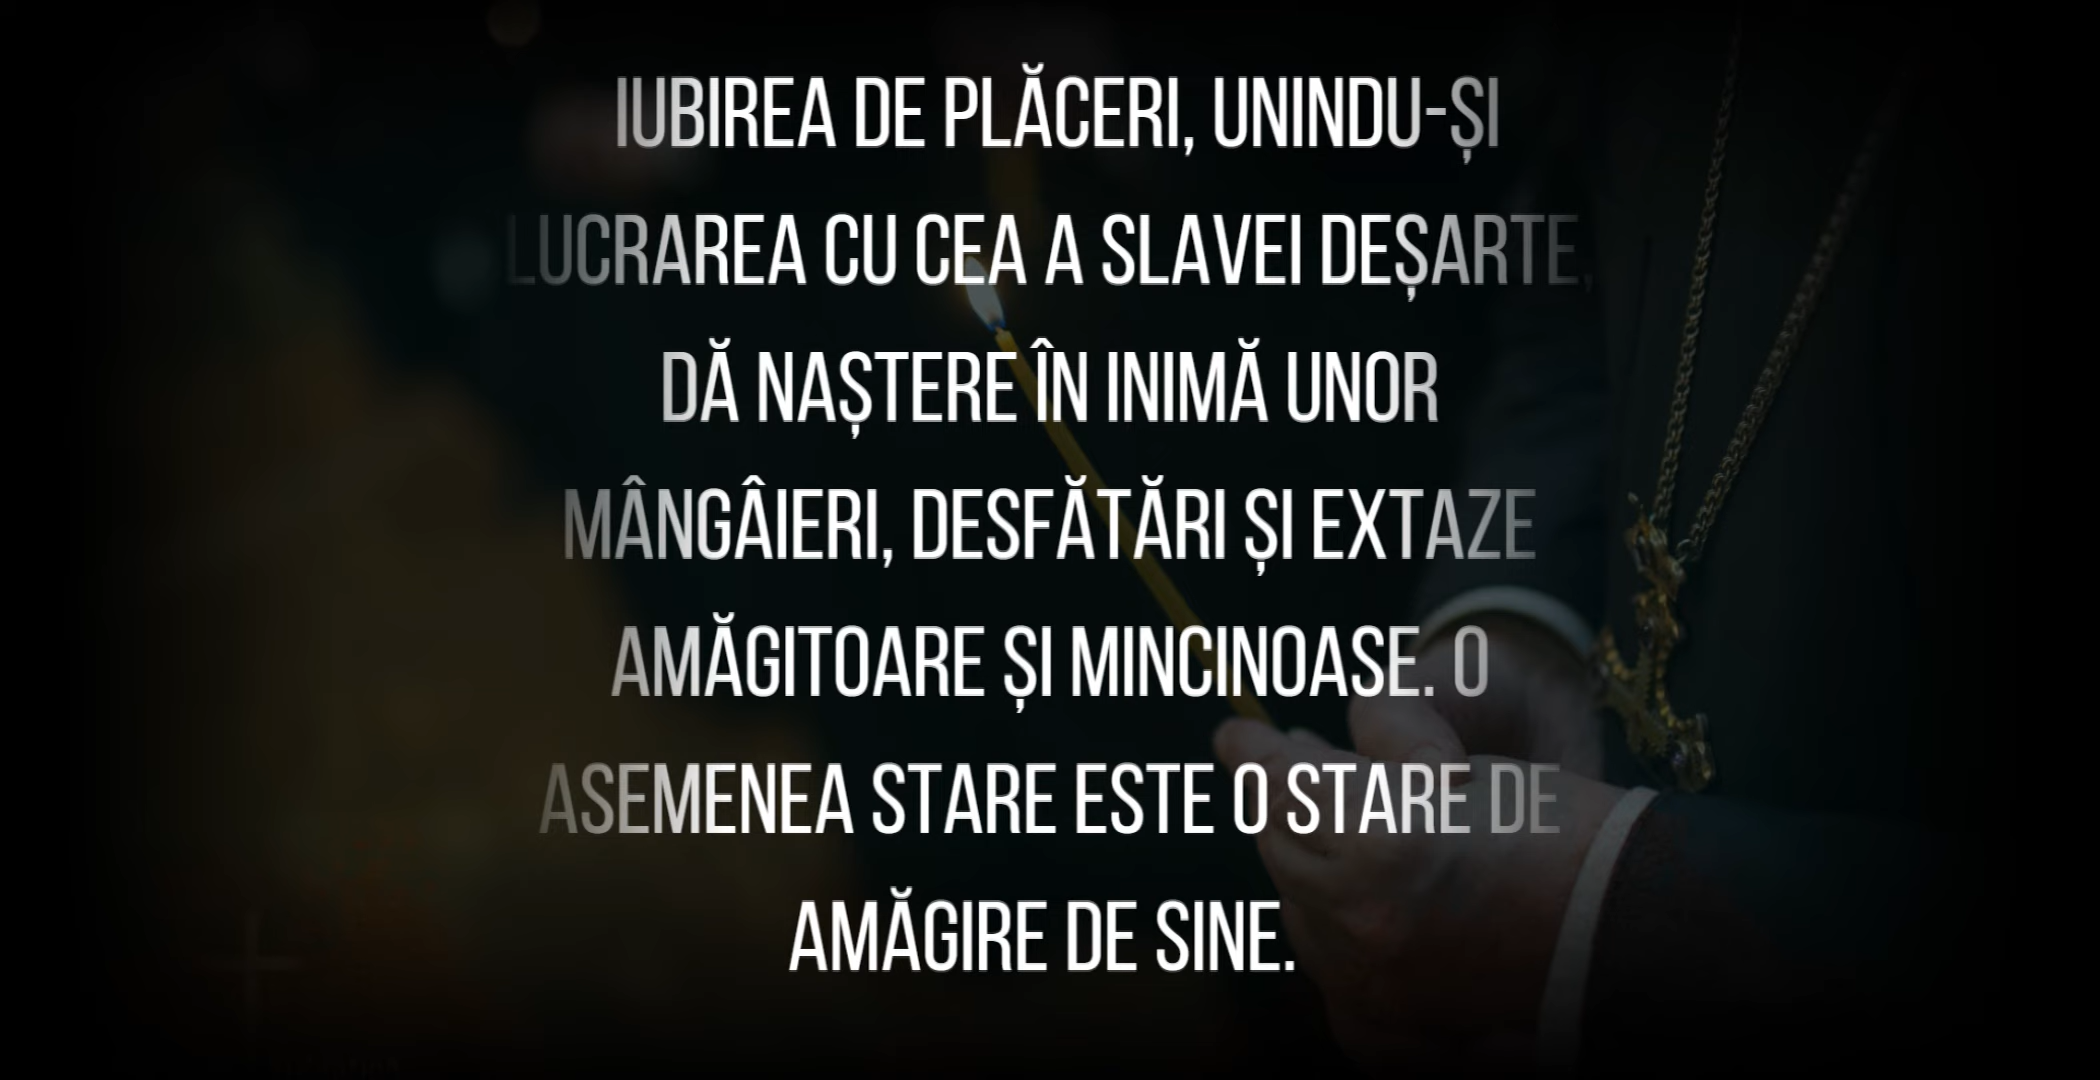 IUBIREA DE PLĂCERI, UNINDU-ȘI
LUCRAREA CU CEA A SLAVEI DEȘARTE,
DĂ NAȘTERE ÎN INIMĂ UNOR
MÂNGÂIERI, DESFĂTĂRI ȘI EXTAZE
AMĂGITOARE ȘI MINCINOASE. O
ASEMENEA STARE ESTE O STARE DE
AMĂGIRE DE SINE.